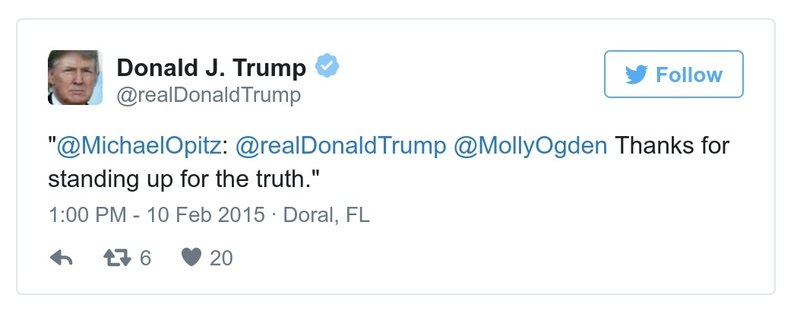 Donald J. Trump
@realDonaldTrump
Follow
"@MichaelOpitz: @realDonaldTrump @MollyOgden Thanks for
standing up for the truth."
1:00 PM - 10 Feb 2015 · Doral, FL
6 20